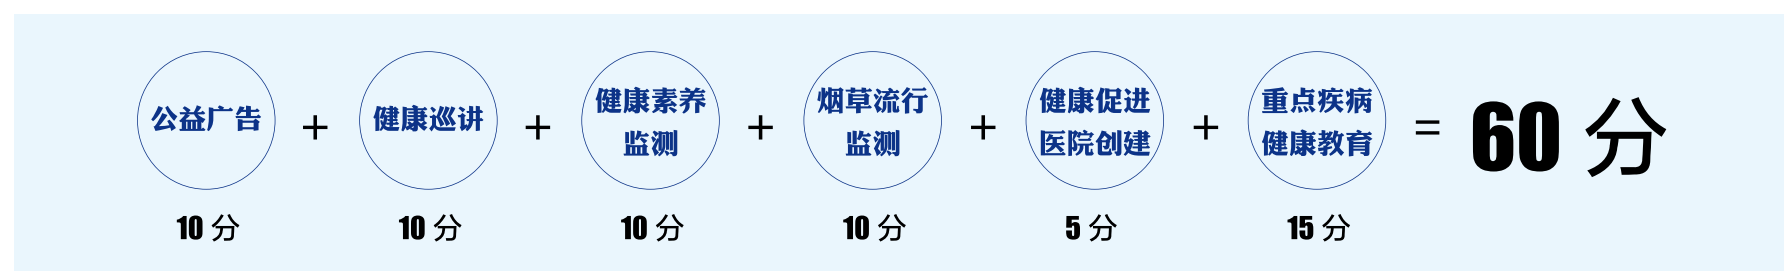 公益广告 + 健康巡讲 + 健康素养监测 + 烟草流行监测 + 健康促进医院创建 + 重点疾病健康教育 = 60 分
10 分 10 分 10 分 10 分 5 分 15 分